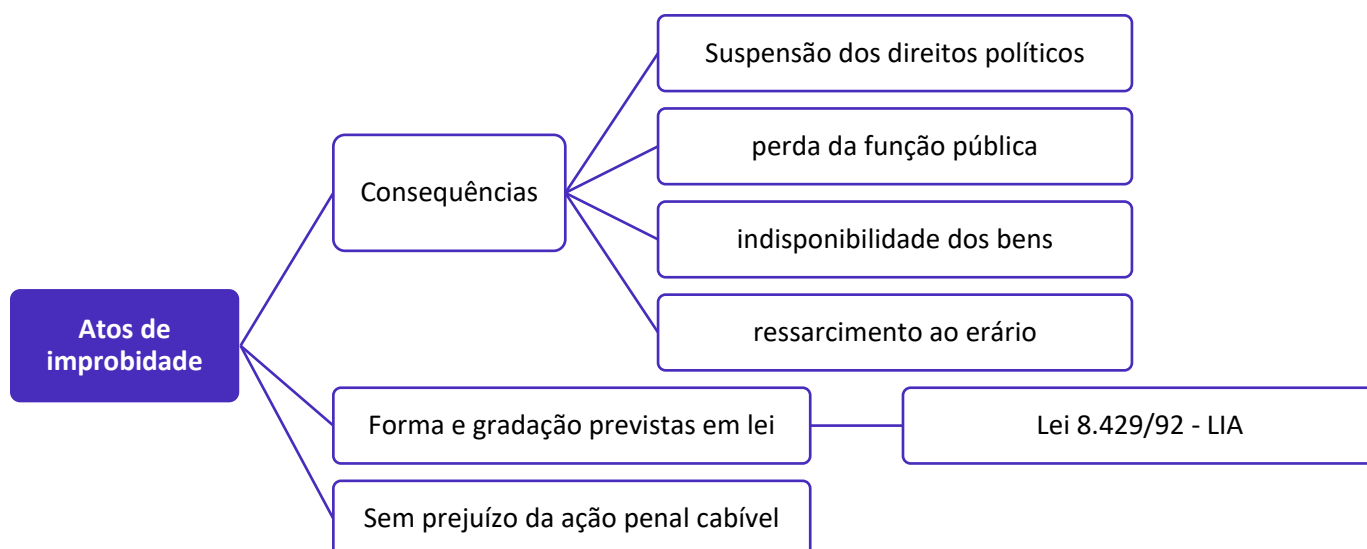 Suspensão dos direitos políticos
perda da função pública
Consequências
indisponibilidade dos bens
ressarcimento ao erário
Atos de
improbidade
Forma e gradação previstas em lei
Lei 8.429/92 - LIA
Sem prejuízo da ação penal cabível